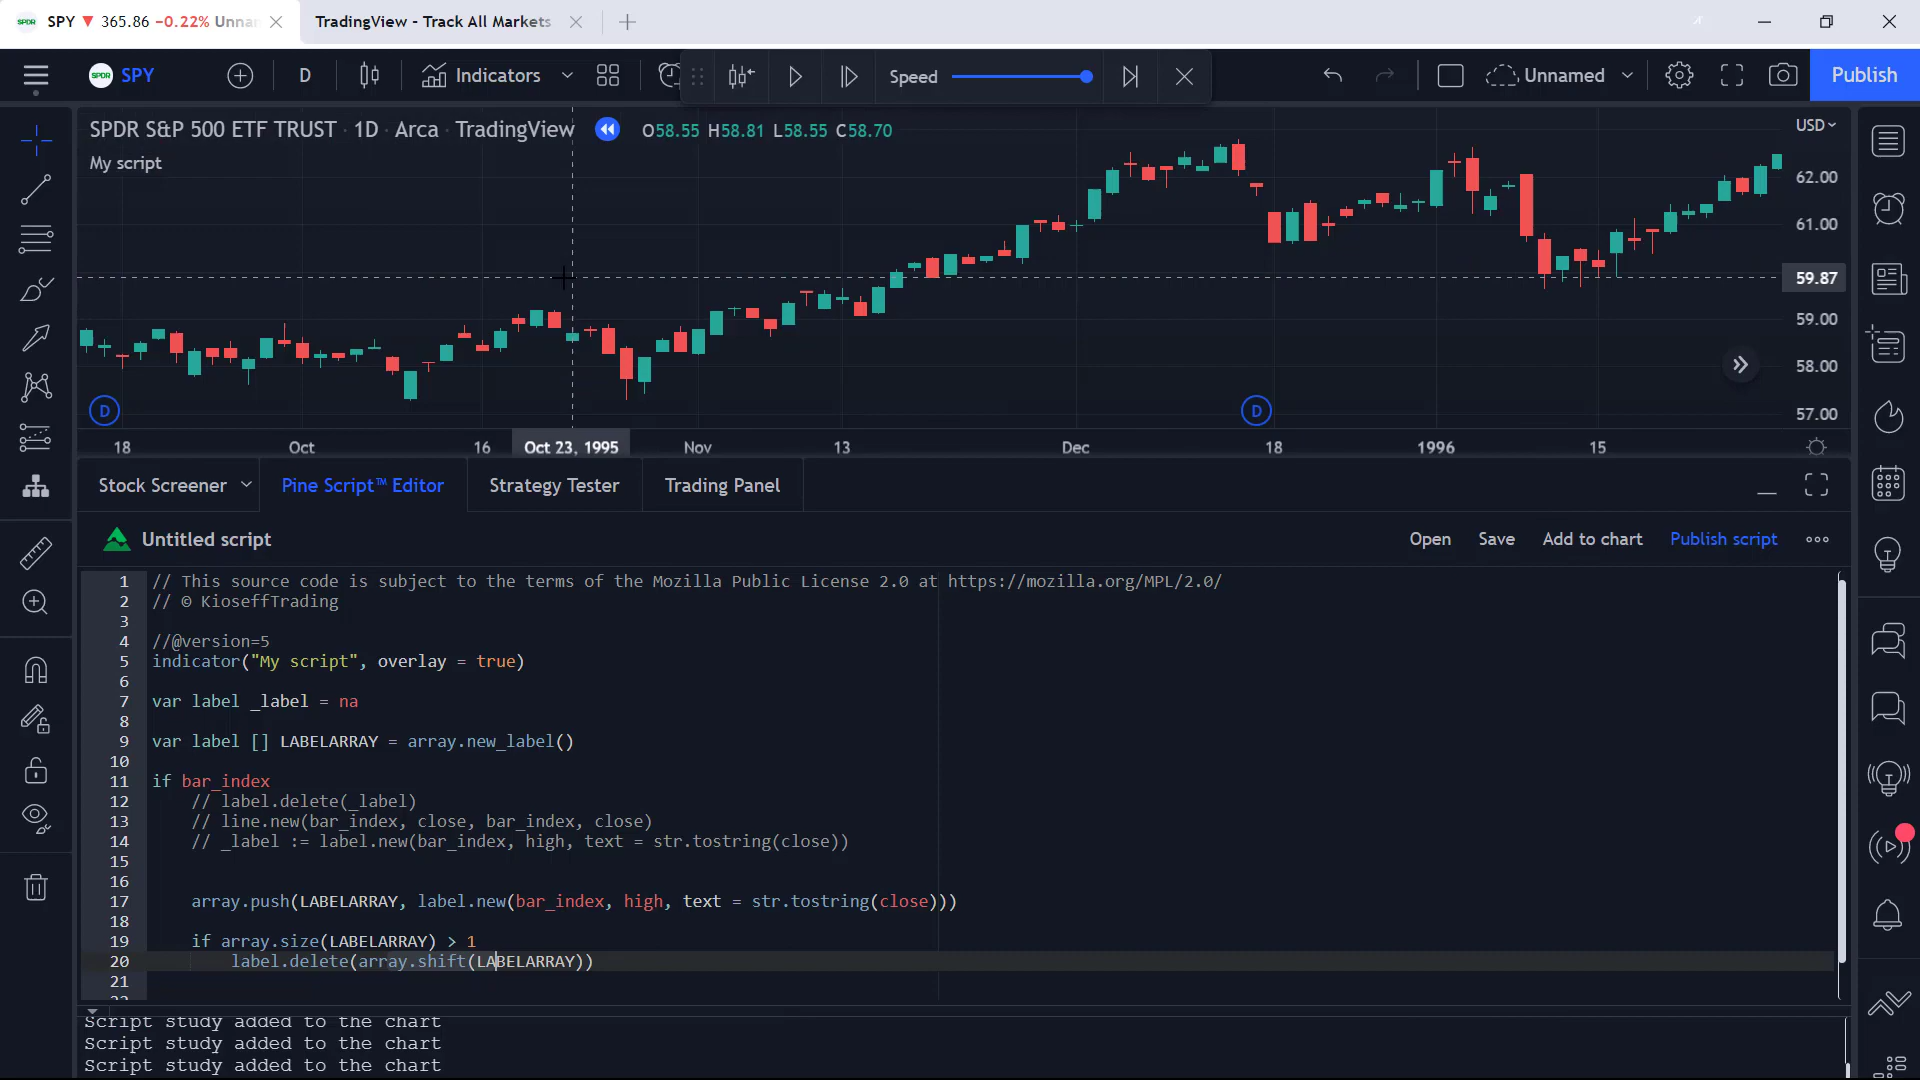 SPY 365.86 -0.22% Unna
TradingView - Track All Markets
SPY D Indicators Speed Unnamed Publish
SPDR S&P 500 ETF TRUST · 1D · Arca · TradingView O58.55 H58.81 L58.55 C58.70
My script
USD
62.00
61.00
59.87
59.00
58.00
57.00
D D
18 Oct 16 Oct 23, 1995 Nov 13 Dec 18 1996 15
Stock Screener Pine Script™ Editor Strategy Tester Trading Panel
Untitled script Open Save Add to chart Publish script
1 // This source code is subject to the terms of the Mozilla Public License 2.0 at https://mozilla.org/MPL/2.0/
2 // © KioseffTrading
3
4 //@version=5
5 indicator("My script", overlay = true)
6
7 var label _label = na
8
9 var label [] LABELARRAY = array.new_label()
10
11 if bar_index
12 // label.delete(_label)
13 // line.new(bar_index, close, bar_index, close)
14 // _label := label.new(bar_index, high, text = str.tostring(close))
15
16
17 array.push(LABELARRAY, label.new(bar_index, high, text = str.tostring(close)))
18
19 if array.size(LABELARRAY) > 1
20 label.delete(array.shift(LABELARRAY))
21
Script study added to the chart
Script study added to the chart
Script study added to the chart